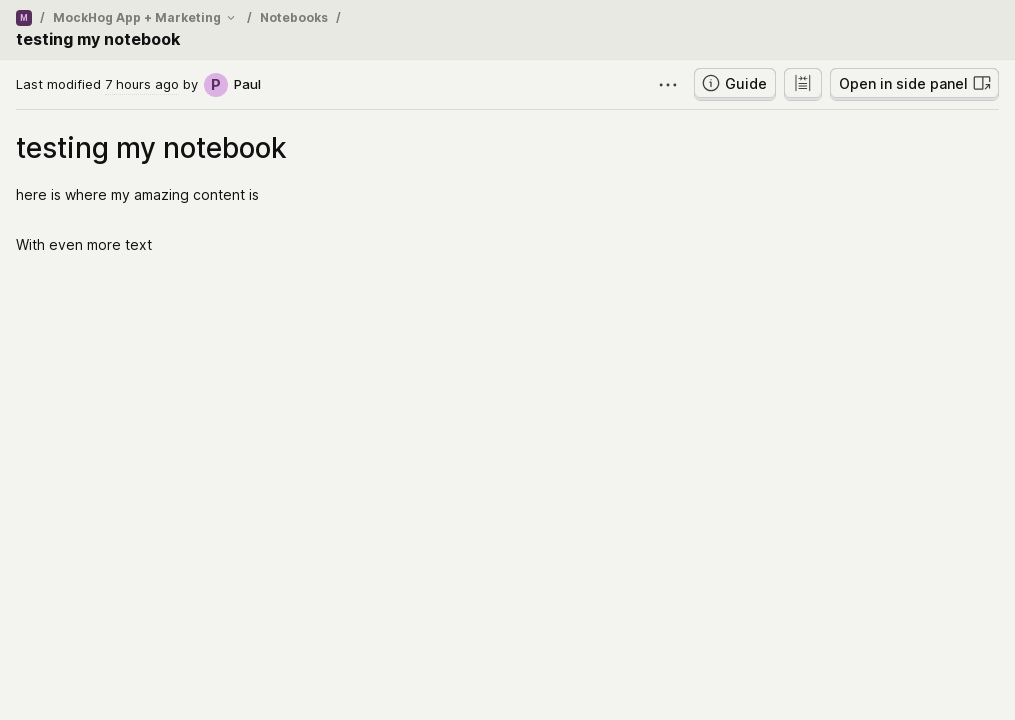 M / MockHog App + Marketing / Notebooks /
testing my notebook
Last modified 7 hours ago by P Paul
Guide
Open in side panel
testing my notebook
here is where my amazing content is
With even more text